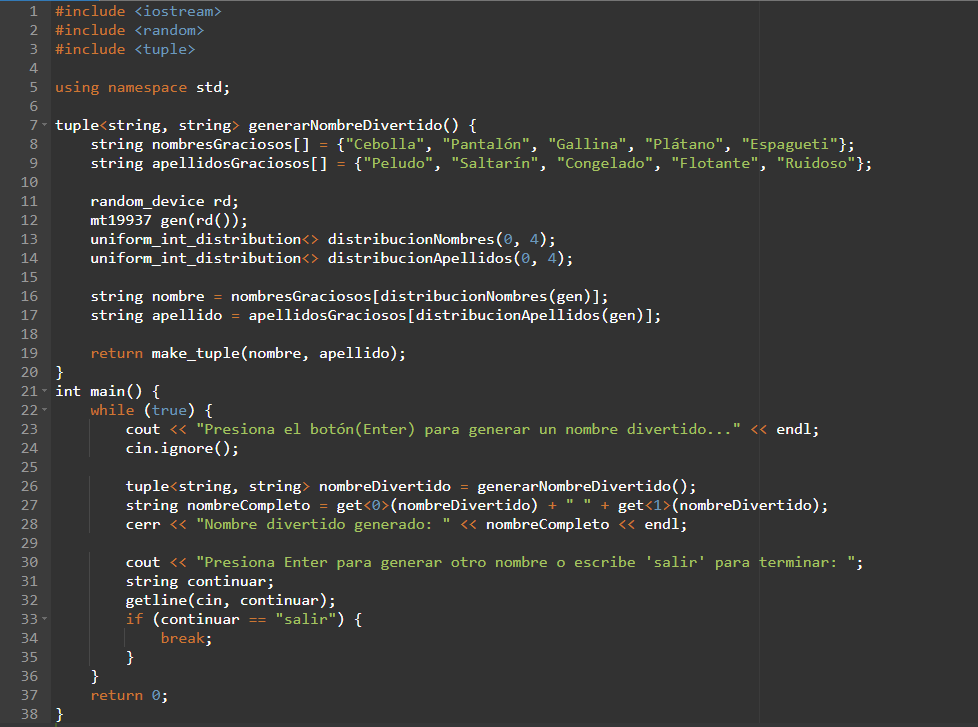 1 #include <iostream>
2 #include <random>
3 #include <tuple>
4
5 using namespace std;
6
7 tuple<string, string> generarNombreDivertido() {
8     string nombresGraciosos[] = {"Cebolla", "Pantalón", "Gallina", "Plátano", "Espagueti"};
9     string apellidosGraciosos[] = {"Peludo", "Saltarín", "Congelado", "Flotante", "Ruidoso"};
10
11     random_device rd;
12     mt19937 gen(rd());
13     uniform_int_distribution<> distribucionNombres(0, 4);
14     uniform_int_distribution<> distribucionApellidos(0, 4);
15
16     string nombre = nombresGraciosos[distribucionNombres(gen)];
17     string apellido = apellidosGraciosos[distribucionApellidos(gen)];
18
19     return make_tuple(nombre, apellido);
20 }
21 int main() {
22     while (true) {
23         cout << "Presiona el botón(Enter) para generar un nombre divertido..." << endl;
24         cin.ignore();
25
26         tuple<string, string> nombreDivertido = generarNombreDivertido();
27         string nombreCompleto = get<0>(nombreDivertido) + " " + get<1>(nombreDivertido);
28         cerr << "Nombre divertido generado: " << nombreCompleto << endl;
29
30         cout << "Presiona Enter para generar otro nombre o escribe 'salir' para terminar: ";
31         string continuar;
32         getline(cin, continuar);
33         if (continuar == "salir") {
34             break;
35         }
36     }
37     return 0;
38 }